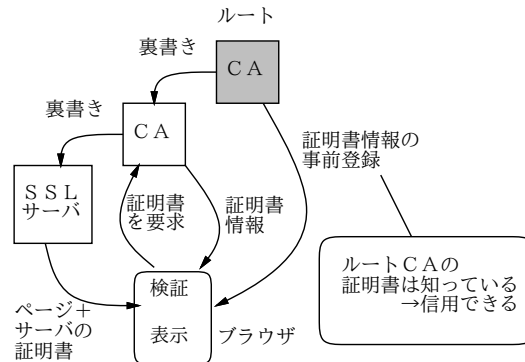 ルート
裏書き
ＣＡ
裏書き
ＣＡ
証明書情報の
事前登録
ＳＳＬ
サーバ
証明書
を要求
証明書
情報
ルートＣＡの
証明書は知っている
→信用できる
検証
ページ＋
サーバの
証明書
表示
ブラウザ